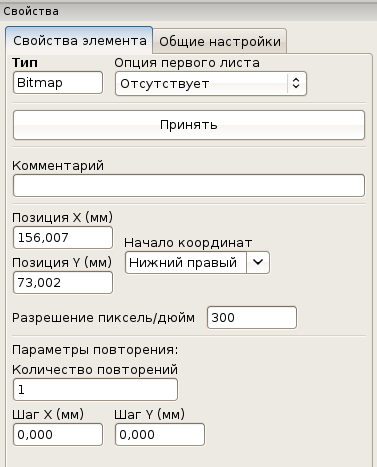 Свойства
Свойства элемента Общие настройки
Тип Опция первого листа
Bitmap Отсутствует
Принять
Комментарий
Позиция X (мм)
156,007
Начало координат
Позиция Y (мм) Нижний правый
73,002
Разрешение пиксель/дюйм 300
Параметры повторения:
Количество повторений
1
Шаг X (мм) Шаг Y (мм)
0,000 0,000